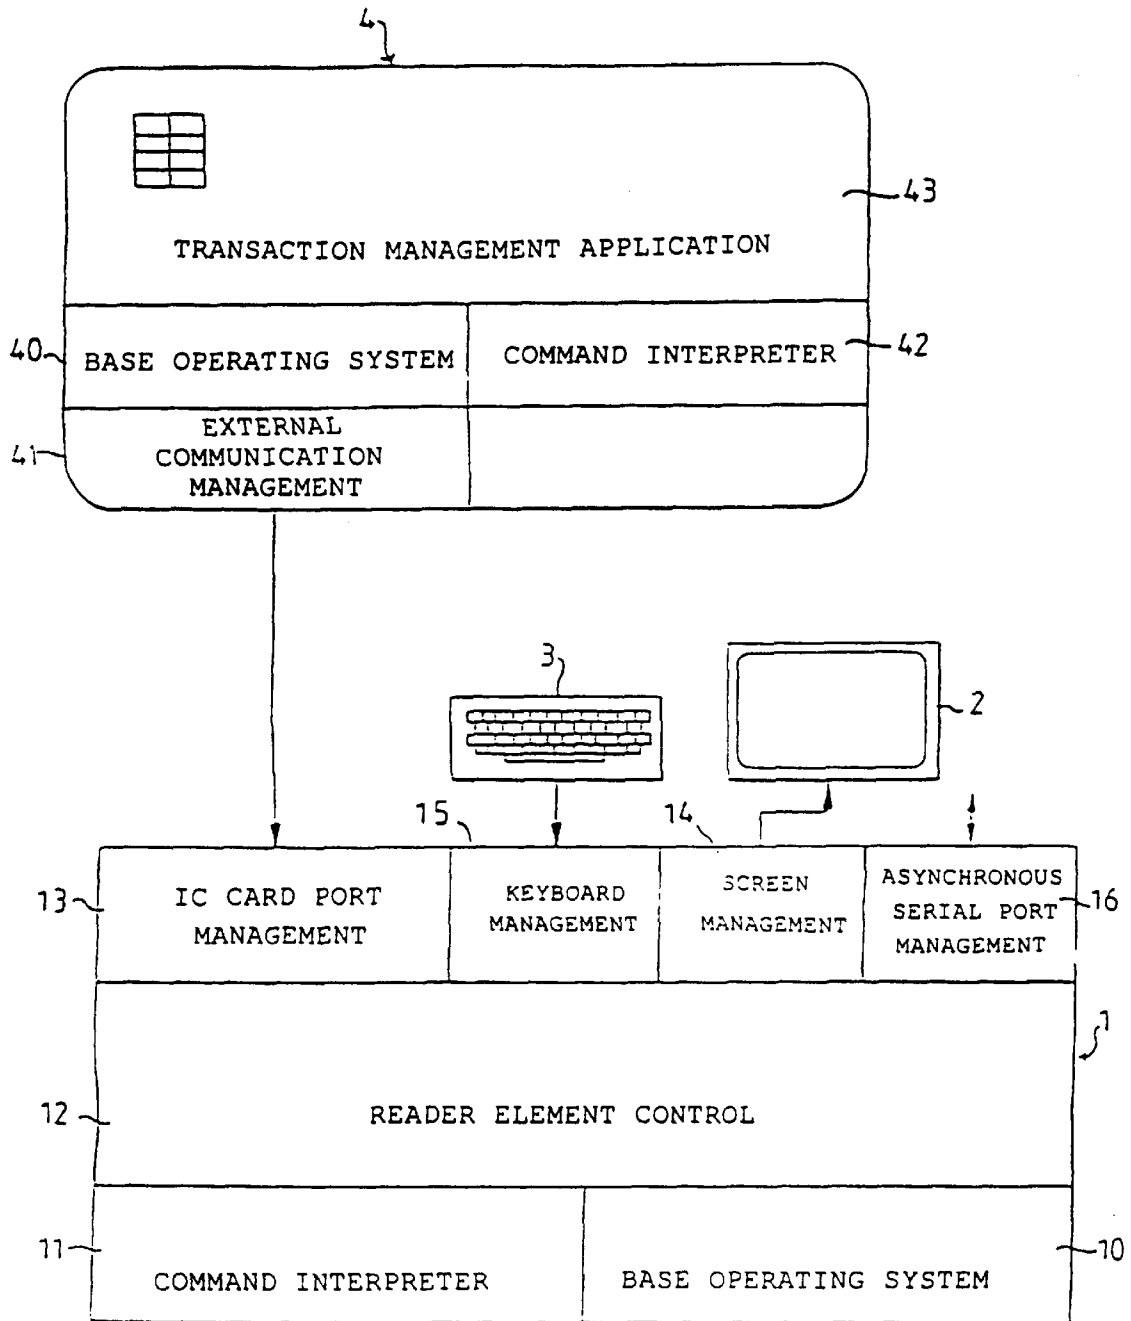 4
43
TRANSACTION MANAGEMENT APPLICATION
40
BASE OPERATING SYSTEM
COMMAND INTERPRETER
42
41
EXTERNAL
COMMUNICATION
MANAGEMENT
3
2
15
14
13
IC CARD PORT
MANAGEMENT
KEYBOARD
MANAGEMENT
SCREEN
MANAGEMENT
ASYNCHRONOUS
SERIAL PORT
MANAGEMENT
16
1
12
READER ELEMENT CONTROL
11
COMMAND INTERPRETER
BASE OPERATING SYSTEM
10